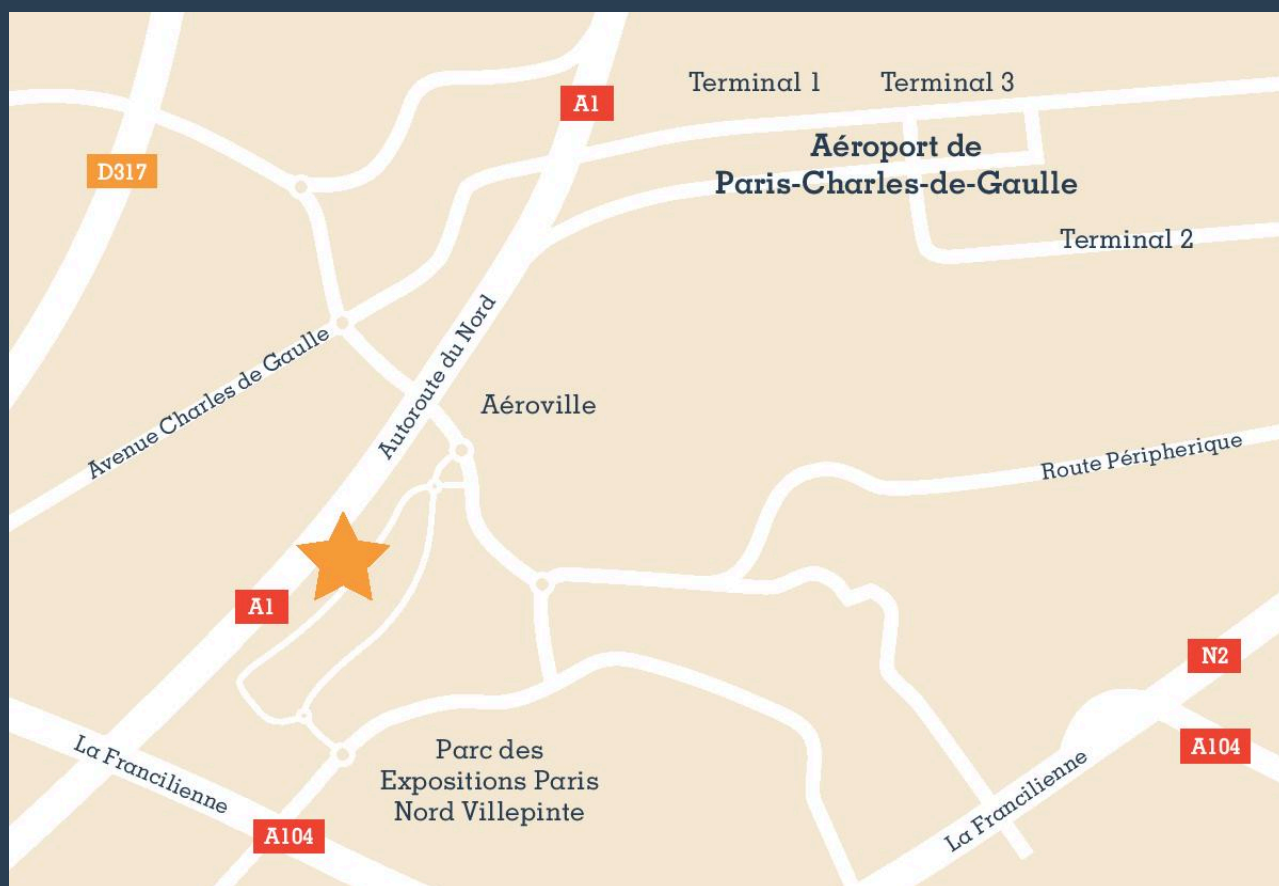 Terminal 1
Terminal 3
A1
Aéroport de
Paris-Charles-de-Gaulle
D317
Terminal 2
Autoroute du Nord
Avenue Charles de Gaulle
Aéroville
Route Péripherique
A1
N2
La Francilienne
Parc des
Expositions Paris
Nord Villepinte
A104
La Francilienne
A104